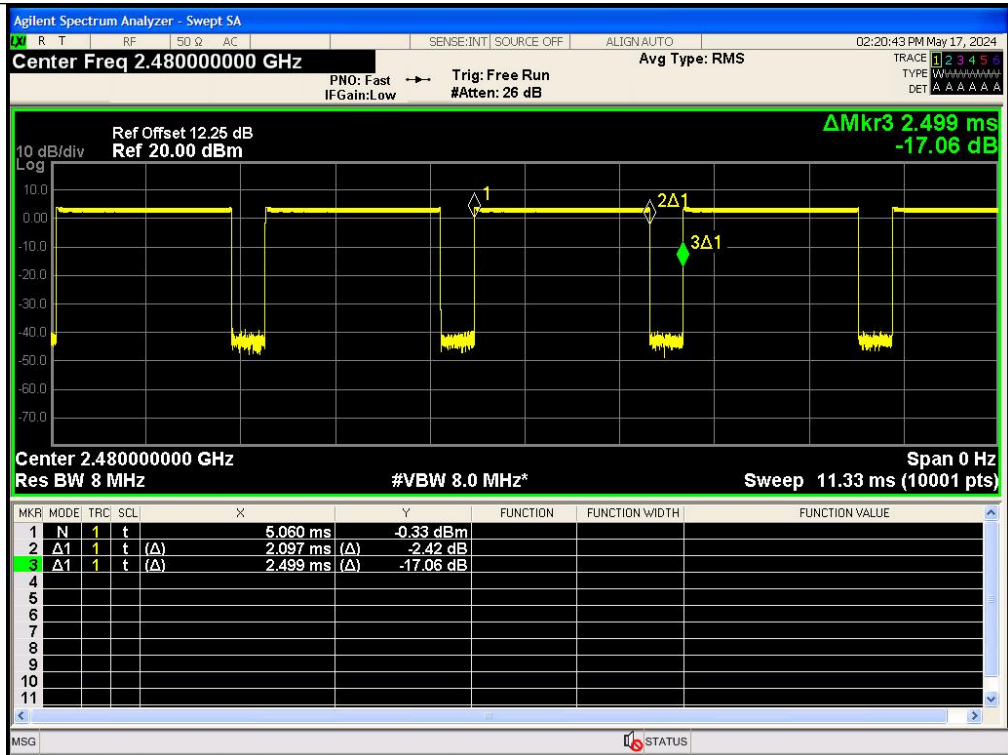 Agilent Spectrum Analyzer - Swept SA
LXI R T RF 50 Ω AC SENSE:INT SOURCE OFF ALIGN AUTO 02:20:43 PM May 17, 2024
Center Freq 2.480000000 GHz Avg Type: RMS TRACE 1 2 3 4 5 6
PNO: Fast Trig: Free Run TYPE W
IFGain:Low #Atten: 26 dB DET A A A A A A
ΔMkr3 2.499 ms
-17.06 dB
Ref Offset 12.25 dB
10 dB/div Ref 20.00 dBm
Log
10.0
0.00
-10.0
-20.0
-30.0
-40.0
-50.0
-60.0
-70.0
1
2Δ1
3Δ1
Center 2.480000000 GHz Span 0 Hz
Res BW 8 MHz #VBW 8.0 MHz* Sweep 11.33 ms (10001 pts)
MKR MODE TRC SCL X Y FUNCTION FUNCTION WIDTH FUNCTION VALUE
1 N 1 t 5.060 ms -0.33 dBm
2 Δ1 1 t (Δ) 2.097 ms (Δ) -2.42 dB
3 Δ1 1 t (Δ) 2.499 ms (Δ) -17.06 dB
4
5
6
7
8
9
10
11
MSG STATUS